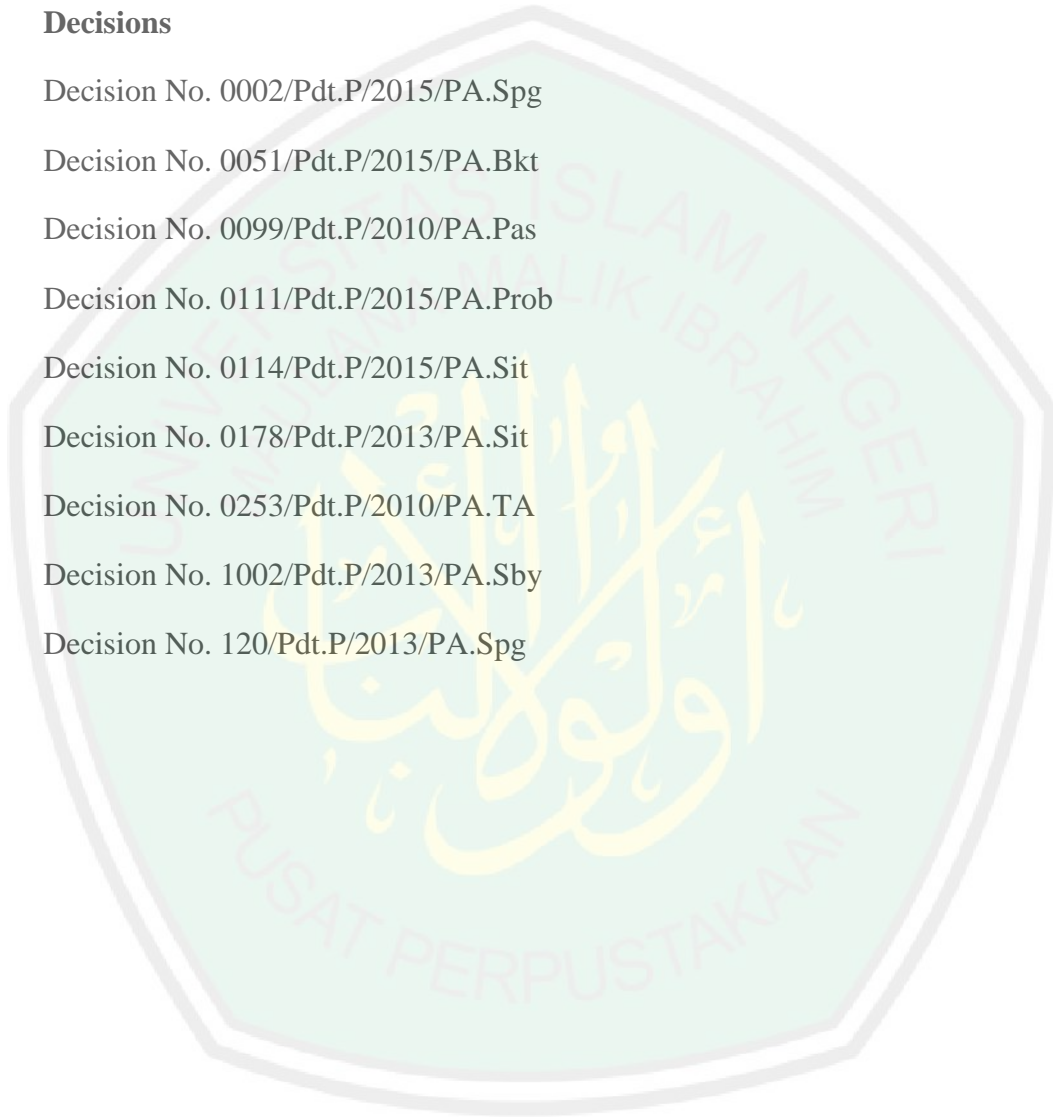 Decisions
Decision No. 0002/Pdt.P/2015/PA.Spg
Decision No. 0051/Pdt.P/2015/PA.Bkt
Decision No. 0099/Pdt.P/2010/PA.Pas
Decision No. 0111/Pdt.P/2015/PA.Prob
Decision No. 0114/Pdt.P/2015/PA.Sit
Decision No. 0178/Pdt.P/2013/PA.Sit
Decision No. 0253/Pdt.P/2010/PA.TA
Decision No. 1002/Pdt.P/2013/PA.Sby
Decision No. 120/Pdt.P/2013/PA.Spg
UNIVERSITAS ISLAM NEGERI
MAULANA MALIK IBRAHIM
PUSAT PERPUSTAKAAN